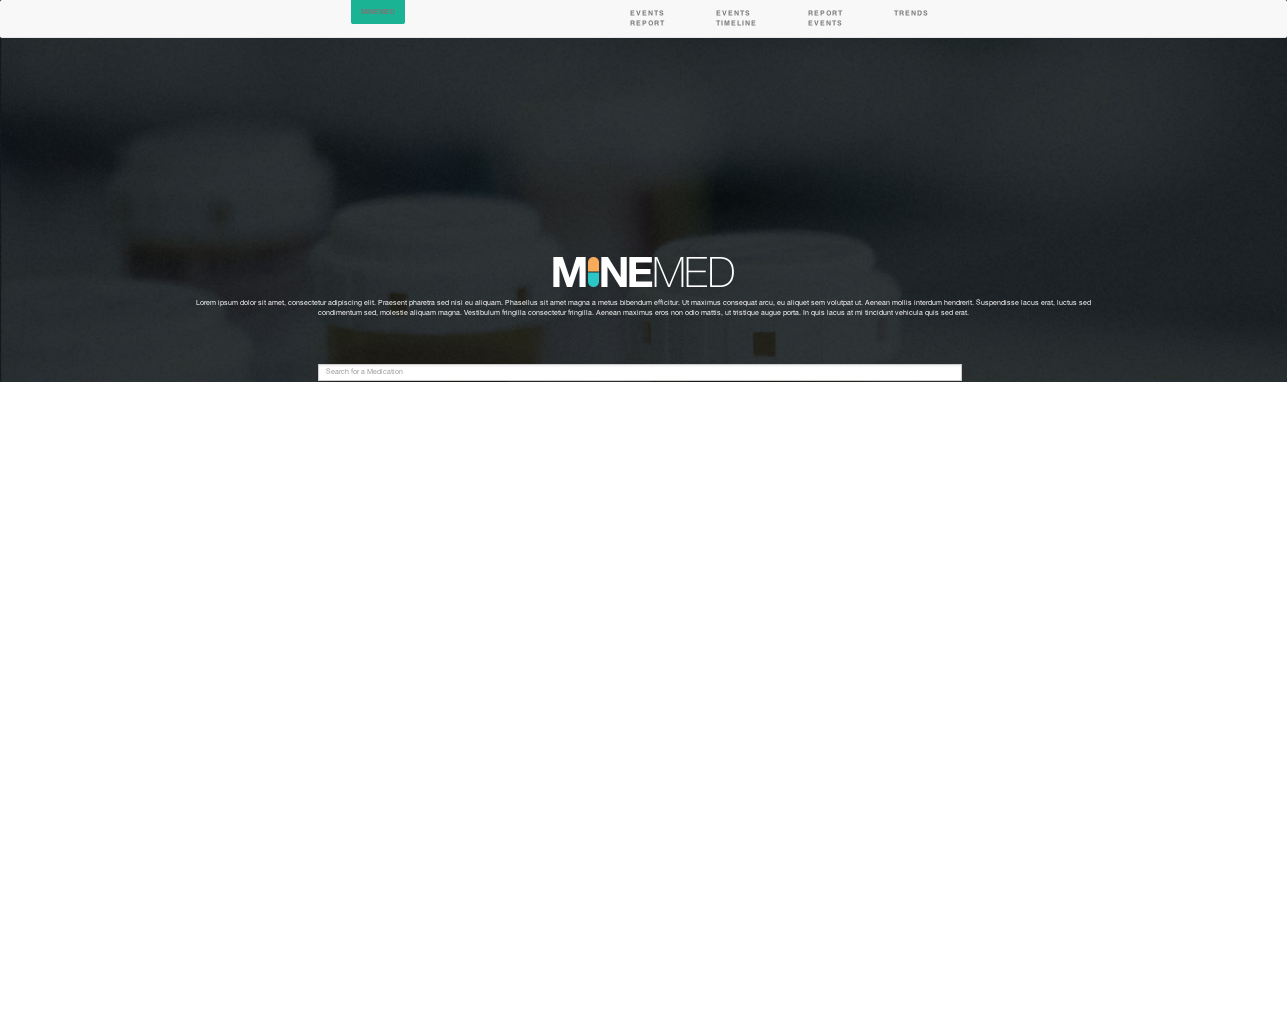 EVENTS REPORT
EVENTS TIMELINE
REPORT EVENTS
TRENDS
MINEMED
Lorem ipsum dolor sit amet, consectetur adipiscing elit. Praesent pharetra sed nisi eu aliquam. Phasellus sit amet magna a metus bibendum efficitur. Ut maximus consequat arcu, eu aliquet sem volutpat ut. Aenean mollis interdum hendrerit. Suspendisse lacus erat, luctus sed
condimentum sed, molestie aliquam magna. Vestibulum fringilla consectetur fringilla. Aenean maximus eros non odio mattis, ut tristique augue porta. In quis lacus at mi tincidunt vehicula quis sed erat.
Search for a Medication